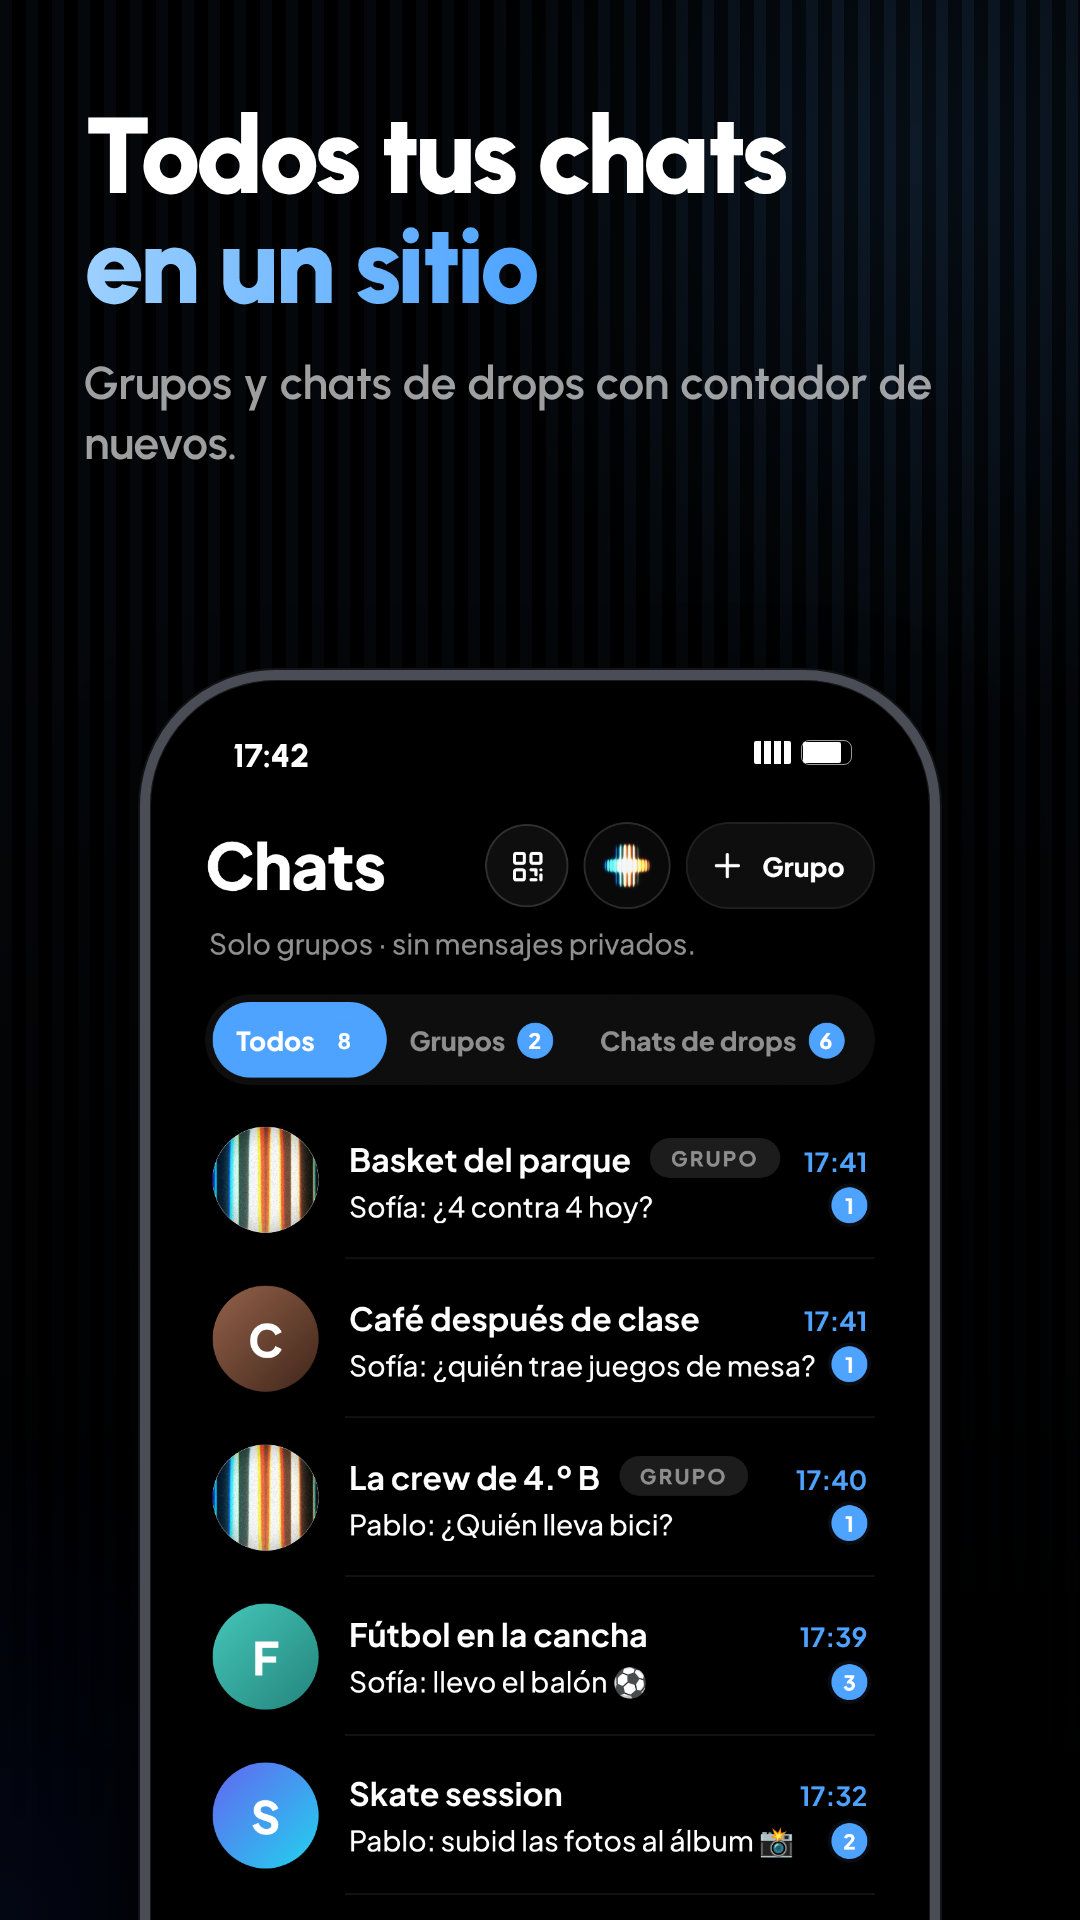 Todos tus chats
en un sitio
Grupos y chats de drops con contador de
nuevos.
17:42
Chats
+ Grupo
Solo grupos · sin mensajes privados.
Todos 8 Grupos 2 Chats de drops 6
Basket del parque GRUPO 17:41
Sofía: ¿4 contra 4 hoy? 1
C
Café después de clase 17:41
Sofía: ¿quién trae juegos de mesa? 1
La crew de 4.º B GRUPO 17:40
Pablo: ¿Quién lleva bici? 1
F
Fútbol en la cancha 17:39
Sofía: llevo el balón ⚽ 3
S
Skate session 17:32
Pablo: subid las fotos al álbum 📸 2